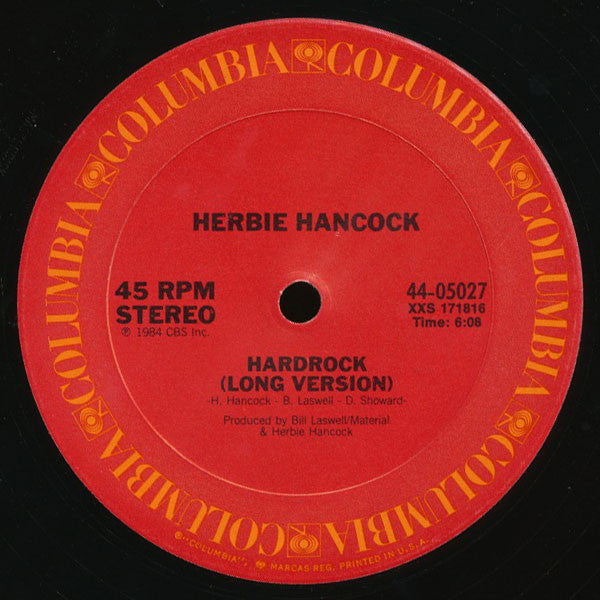 COLUMBIA COLUMBIA COLUMBIA COLUMBIA COLUMBIA COLUMBIA COLUMBIA
HERBIE HANCOCK
45 RPM
STEREO
℗ 1984 CBS Inc.
44-05027
XXS 171816
Time: 6:08
HARDROCK
(LONG VERSION)
-H. Hancock - B. Laswell - D. Showard-
Produced by Bill Laswell/Material
& Herbie Hancock
"COLUMBIA", MARCAS REG. PRINTED IN U.S.A.